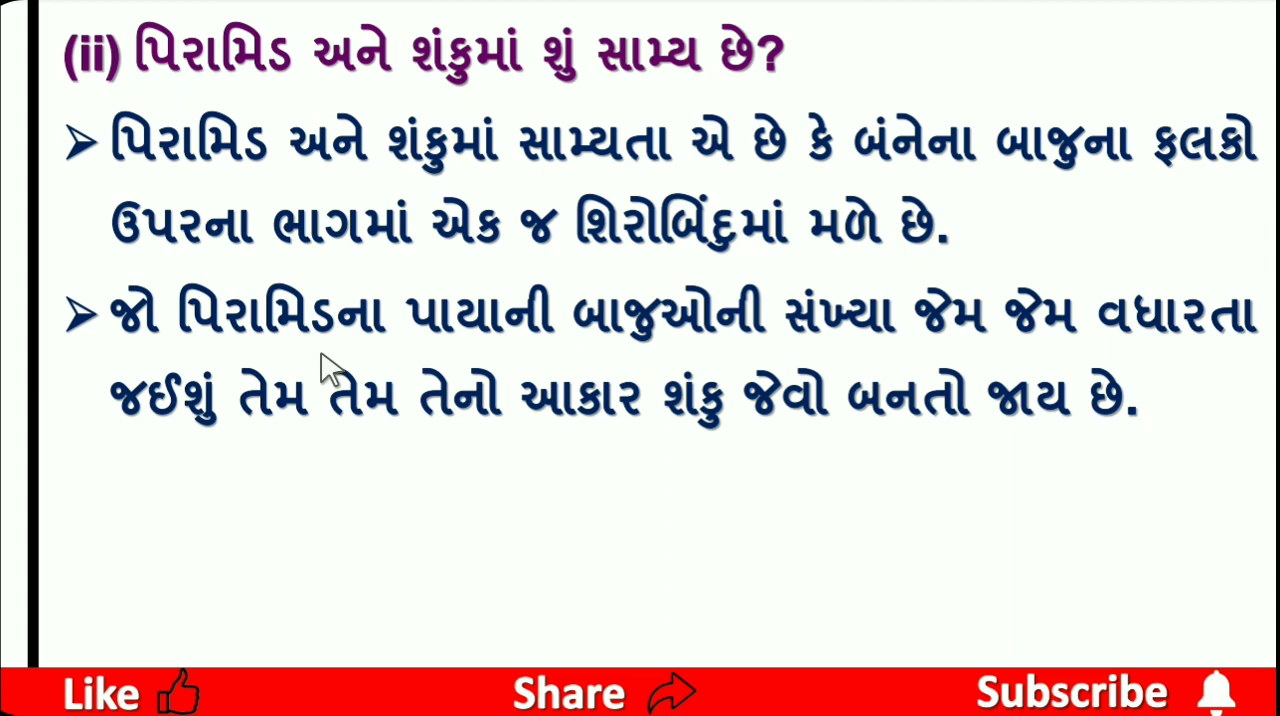 (ii) પિરામિડ અને શંકુમાં શું સામ્ય છે?
➢ પિરામિડ અને શંકુમાં સામ્યતા એ છે કે બંનેના બાજુના ફલકો
ઉપરના ભાગમાં એક જ શિરોબિંદુમાં મળે છે.
➢ જો પિરામિડના પાયાની બાજુઓની સંખ્યા જેમ જેમ વધારતા
જઈશું તેમ તેમ તેનો આકાર શંકુ જેવો બનતો જાય છે.
Like Share Subscribe